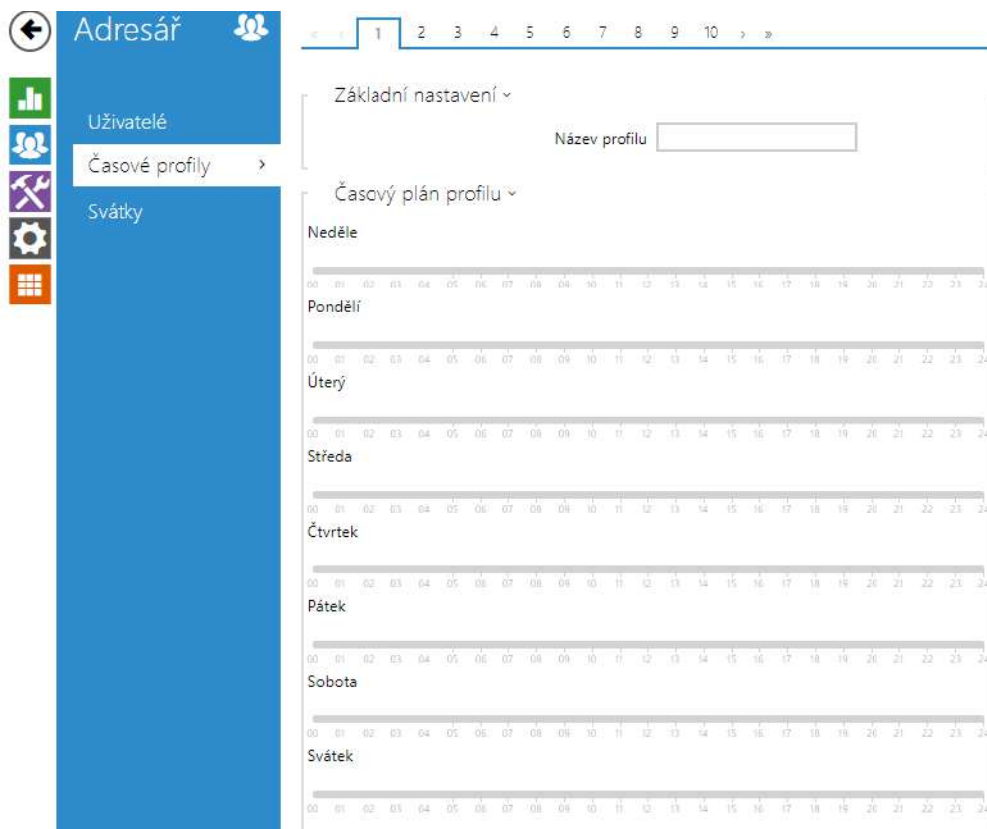 Adresář
« ‹ 1 2 3 4 5 6 7 8 9 10 › »
Uživatelé
Časové profily ›
Svátky
Základní nastavení
Název profilu
Časový plán profilu
Neděle
00 01 02 03 04 05 06 07 08 09 10 11 12 13 14 15 16 17 18 19 20 21 22 23 24
Pondělí
00 01 02 03 04 05 06 07 08 09 10 11 12 13 14 15 16 17 18 19 20 21 22 23 24
Úterý
00 01 02 03 04 05 06 07 08 09 10 11 12 13 14 15 16 17 18 19 20 21 22 23 24
Středa
00 01 02 03 04 05 06 07 08 09 10 11 12 13 14 15 16 17 18 19 20 21 22 23 24
Čtvrtek
00 01 02 03 04 05 06 07 08 09 10 11 12 13 14 15 16 17 18 19 20 21 22 23 24
Pátek
00 01 02 03 04 05 06 07 08 09 10 11 12 13 14 15 16 17 18 19 20 21 22 23 24
Sobota
00 01 02 03 04 05 06 07 08 09 10 11 12 13 14 15 16 17 18 19 20 21 22 23 24
Svátek
00 01 02 03 04 05 06 07 08 09 10 11 12 13 14 15 16 17 18 19 20 21 22 23 24